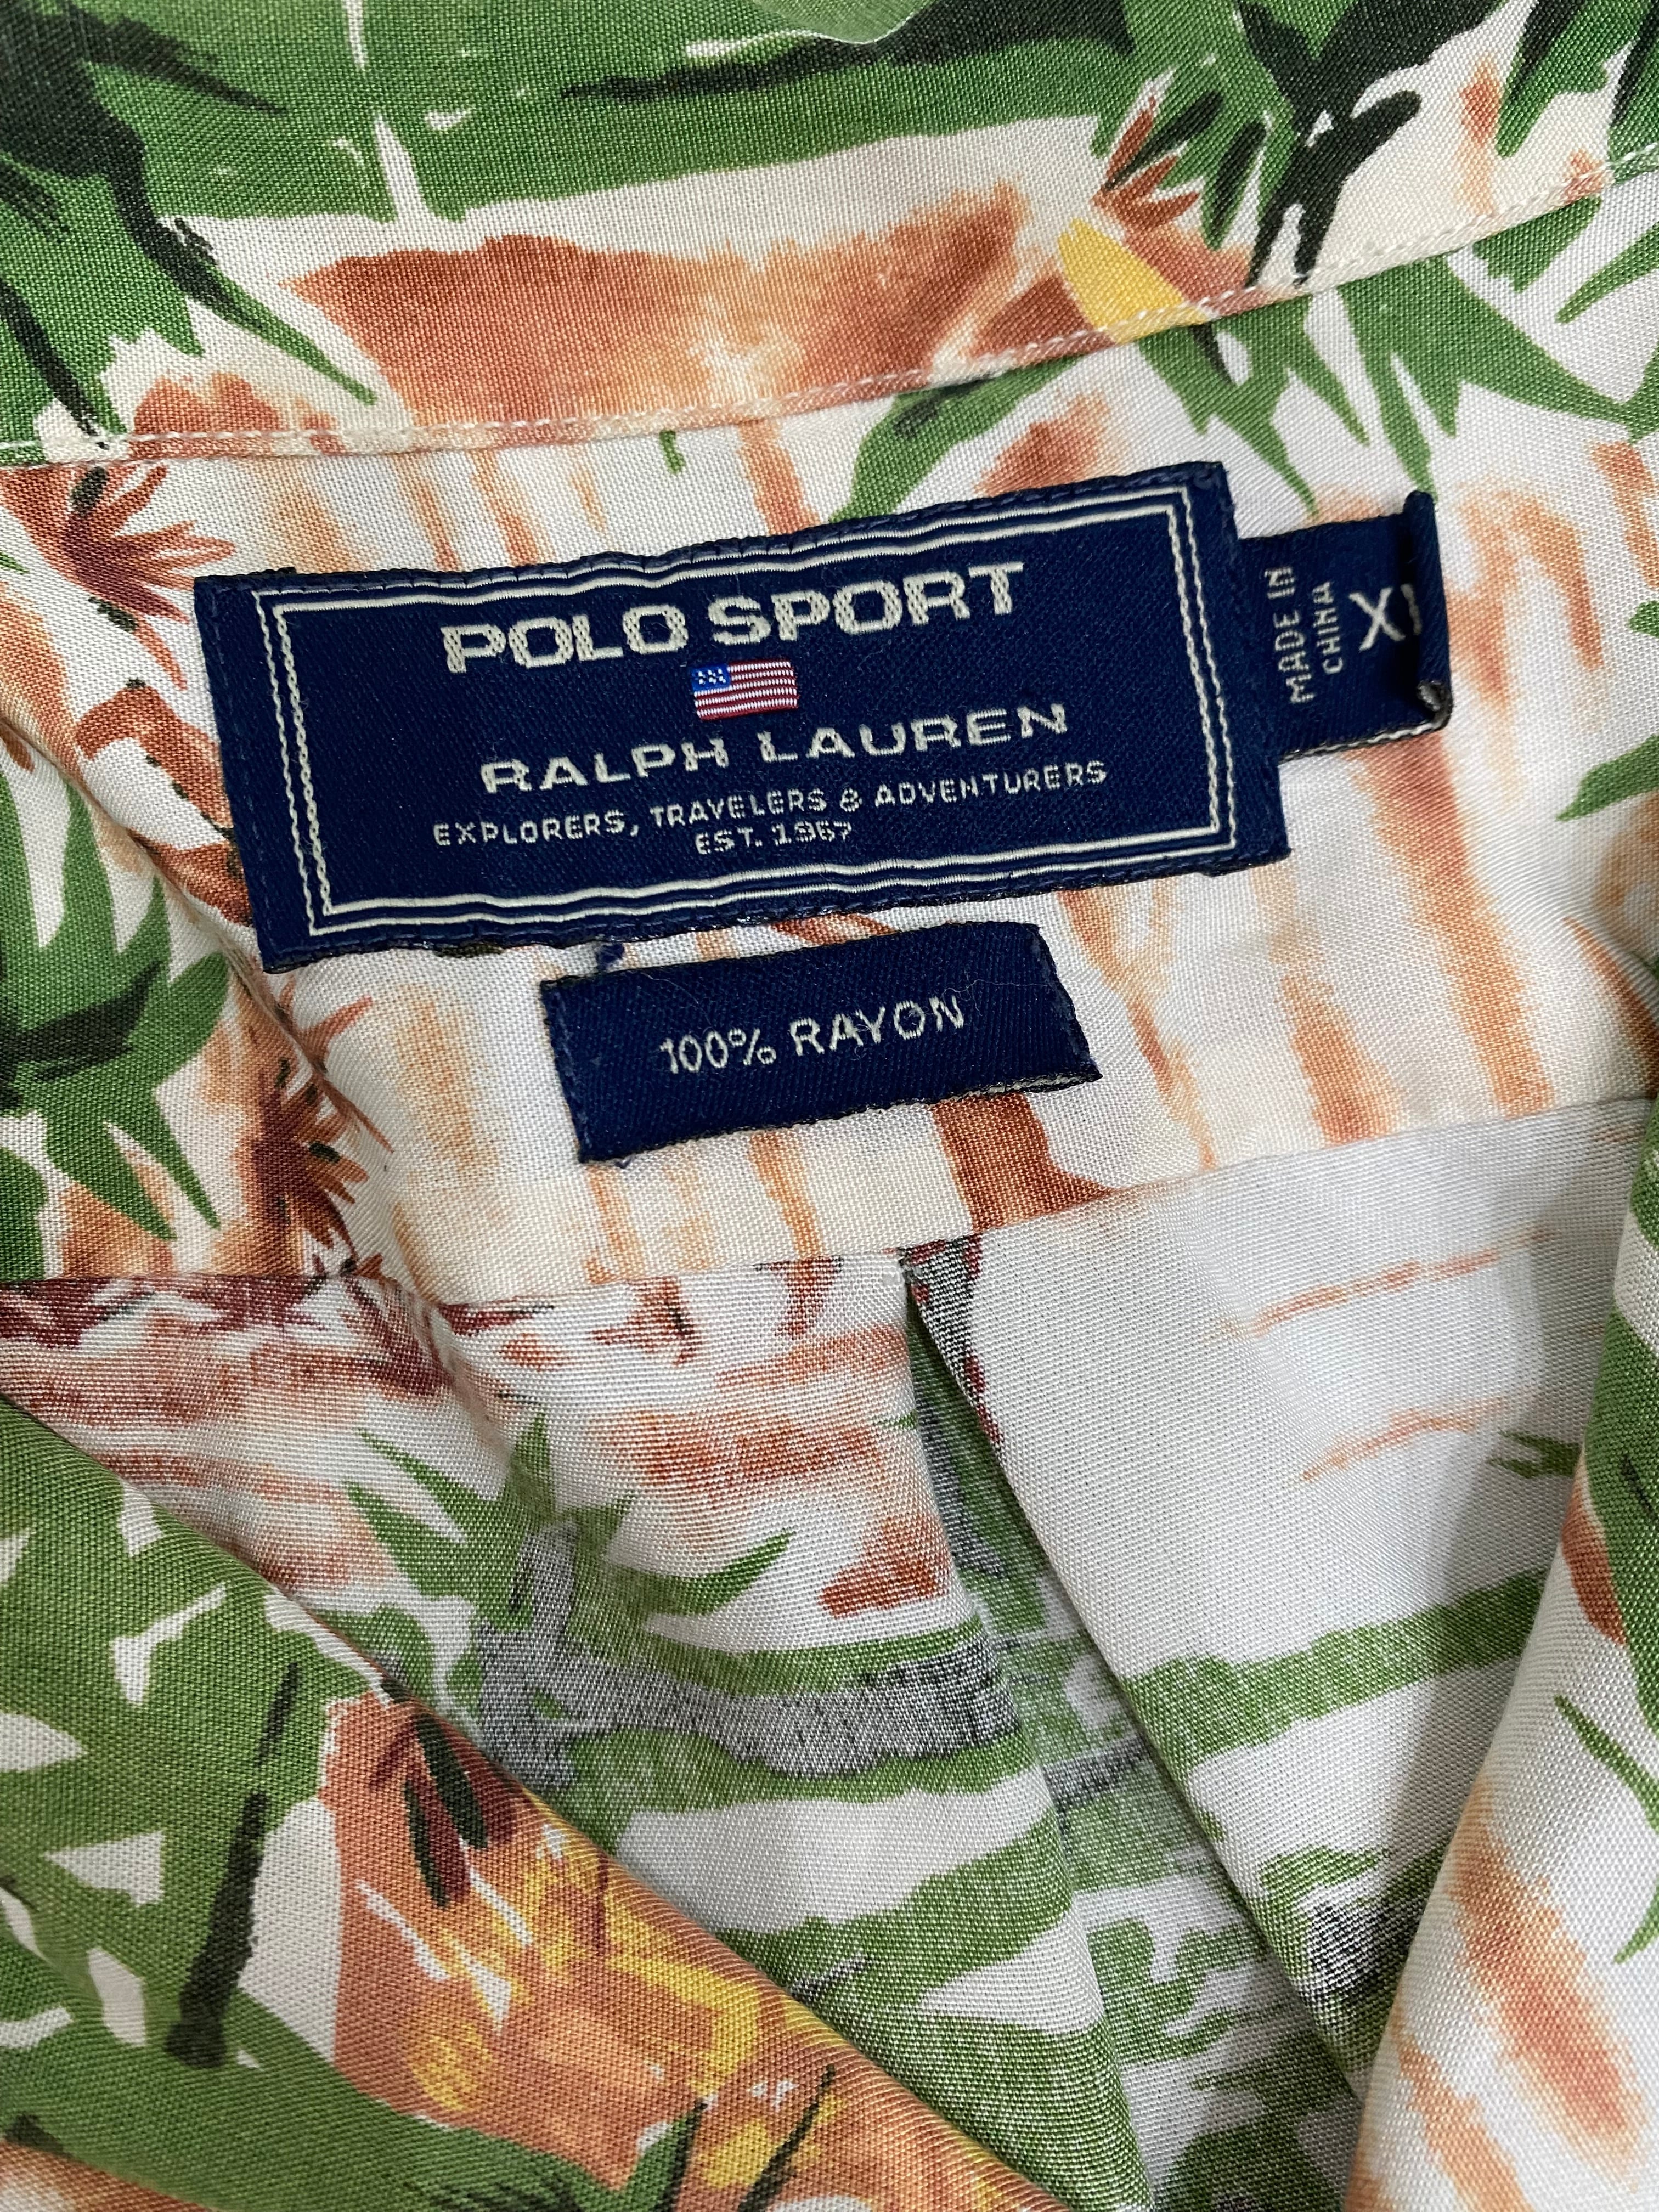 POLO SPORT
RALPH LAUREN
EXPLORERS, TRAVELERS & ADVENTURERS
EST. 1967
MADE IN
CHINA
100% RAYON